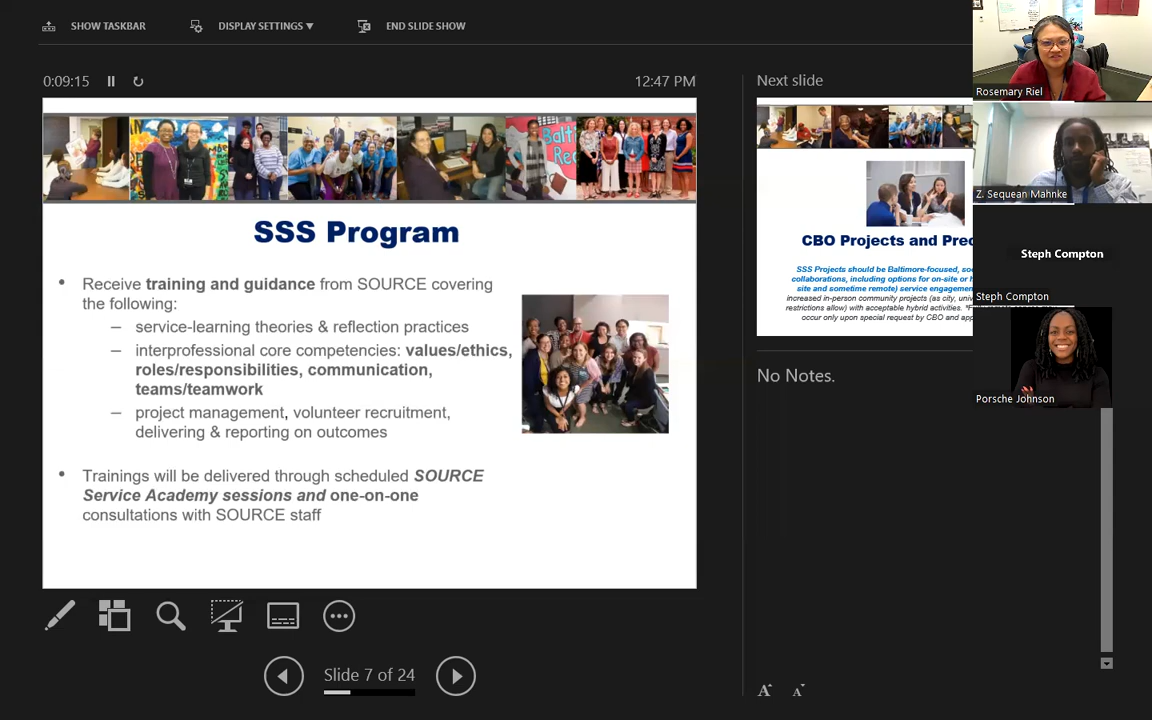 SHOW TASKBAR
DISPLAY SETTINGS ▼
END SLIDE SHOW
0:09:15
12:47 PM
SSS Program
• Receive training and guidance from SOURCE covering
the following:
– service-learning theories & reflection practices
– interprofessional core competencies: values/ethics,
roles/responsibilities, communication,
teams/teamwork
– project management, volunteer recruitment,
delivering & reporting on outcomes
• Trainings will be delivered through scheduled SOURCE
Service Academy sessions and one-on-one
consultations with SOURCE staff
Slide 7 of 24
Next slide
CBO Projects and
SSS Projects should be Baltimore-focused,
collaborations, including options for on-site or
site and sometime remote) service
increased in-person community projects (as city,
restrictions allow) with acceptable hybrid activities.
occur only upon special request by CBO and
No Notes.
A A
Rosemary Riel
Z. Sequean Mahnke
Steph Compton
Steph Compton
Porsche Johnson